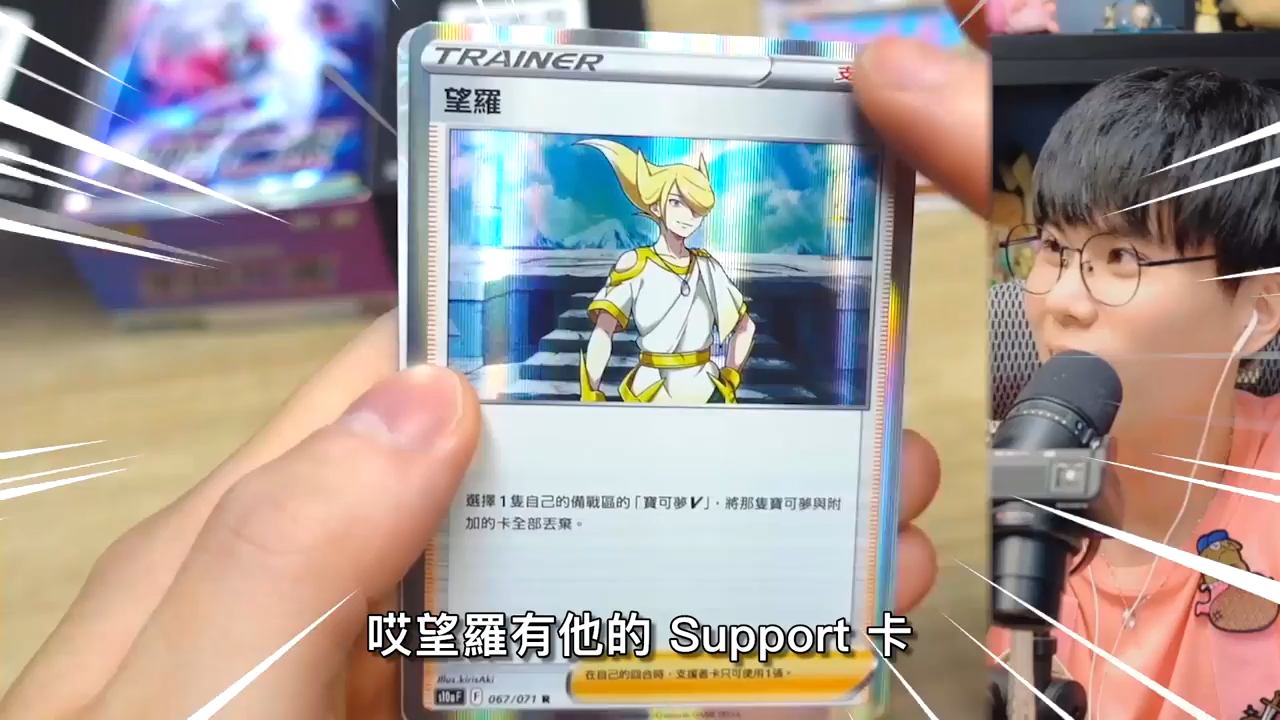 TRAINER
支
望羅
選擇1隻自己的備戰區的「寶可夢V」，將那隻寶可夢與附
加的卡全部丟棄。
哎望羅有他的 Support 卡
Illus.kirisAki
在自己的回合時，支援者卡只可使用1張。
s10a F F 067/071 R